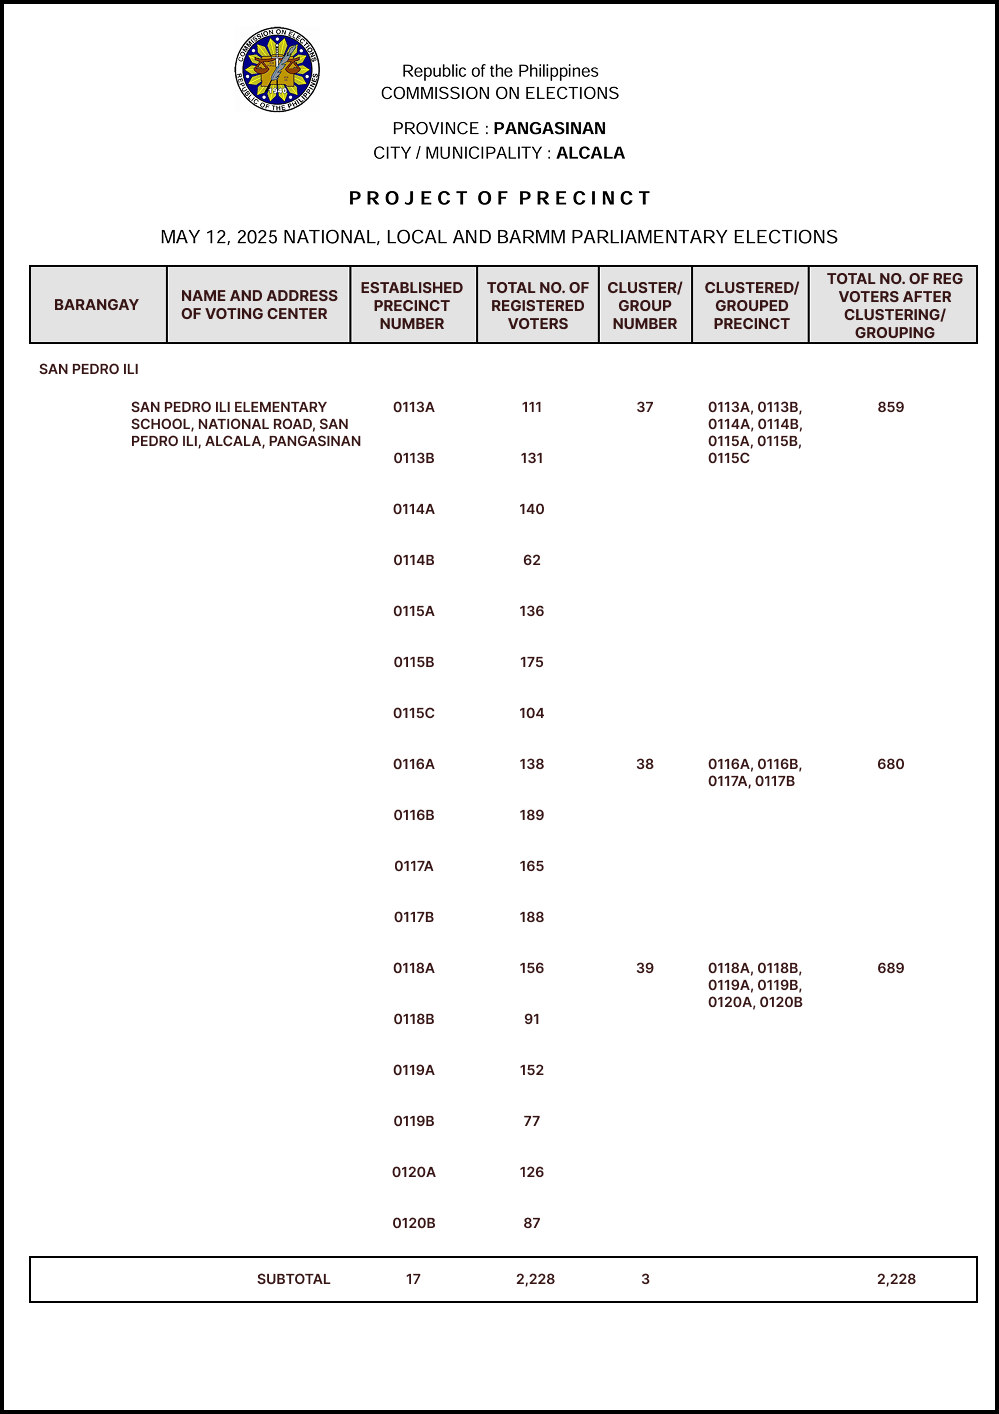 COMMISSION ON ELECTIONS
1940
REPUBLIC OF THE PHILIPPINES
Republic of the Philippines
COMMISSION ON ELECTIONS
PROVINCE : PANGASINAN
CITY / MUNICIPALITY : ALCALA
PROJECT OF PRECINCT
MAY 12, 2025 NATIONAL, LOCAL AND BARMM PARLIAMENTARY ELECTIONS
BARANGAY
NAME AND ADDRESS
OF VOTING CENTER
ESTABLISHED
PRECINCT
NUMBER
TOTAL NO. OF
REGISTERED
VOTERS
CLUSTER/
GROUP
NUMBER
CLUSTERED/
GROUPED
PRECINCT
TOTAL NO. OF REG
VOTERS AFTER
CLUSTERING/
GROUPING
SAN PEDRO ILI
SAN PEDRO ILI ELEMENTARY
SCHOOL, NATIONAL ROAD, SAN
PEDRO ILI, ALCALA, PANGASINAN
0113A 111 37 0113A, 0113B, 859
0114A, 0114B,
0115A, 0115B,
0113B 131 0115C
0114A 140
0114B 62
0115A 136
0115B 175
0115C 104
0116A 138 38 0116A, 0116B, 680
0117A, 0117B
0116B 189
0117A 165
0117B 188
0118A 156 39 0118A, 0118B, 689
0119A, 0119B,
0120A, 0120B
0118B 91
0119A 152
0119B 77
0120A 126
0120B 87
SUBTOTAL 17 2,228 3 2,228